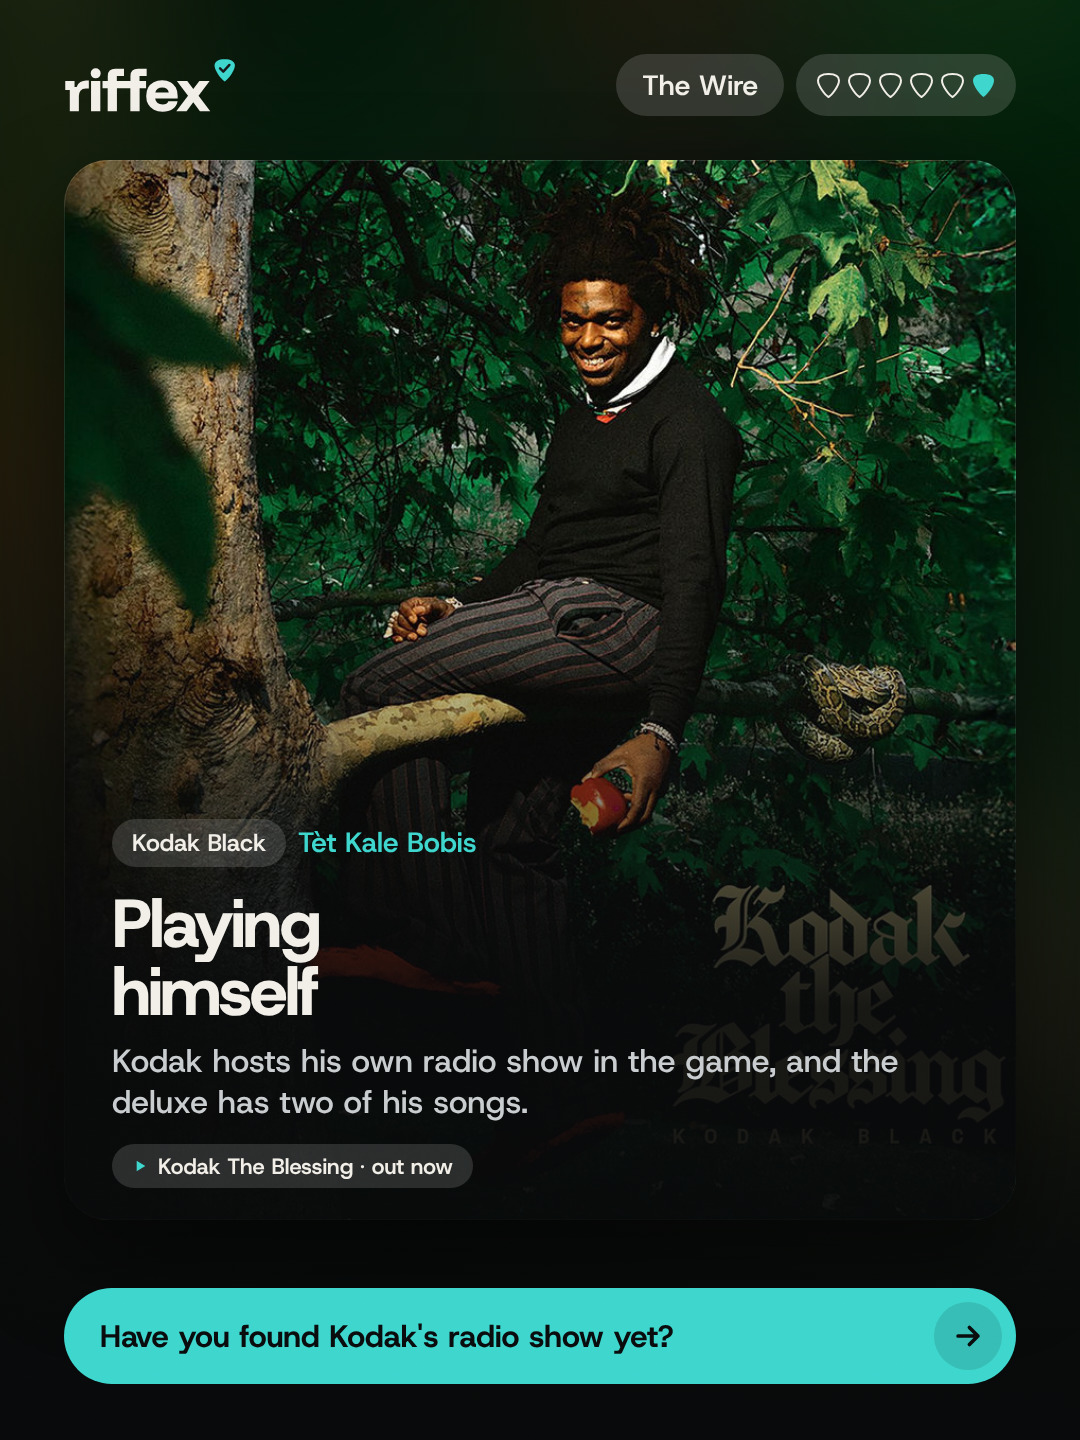 riffex
The Wire
Kodak Black
Tèt Kale Bobis
Playing
himself
Kodak
the
Blessing
KODAK BLACK
Kodak hosts his own radio show in the game, and the
deluxe has two of his songs.
Kodak The Blessing · out now
Have you found Kodak's radio show yet?